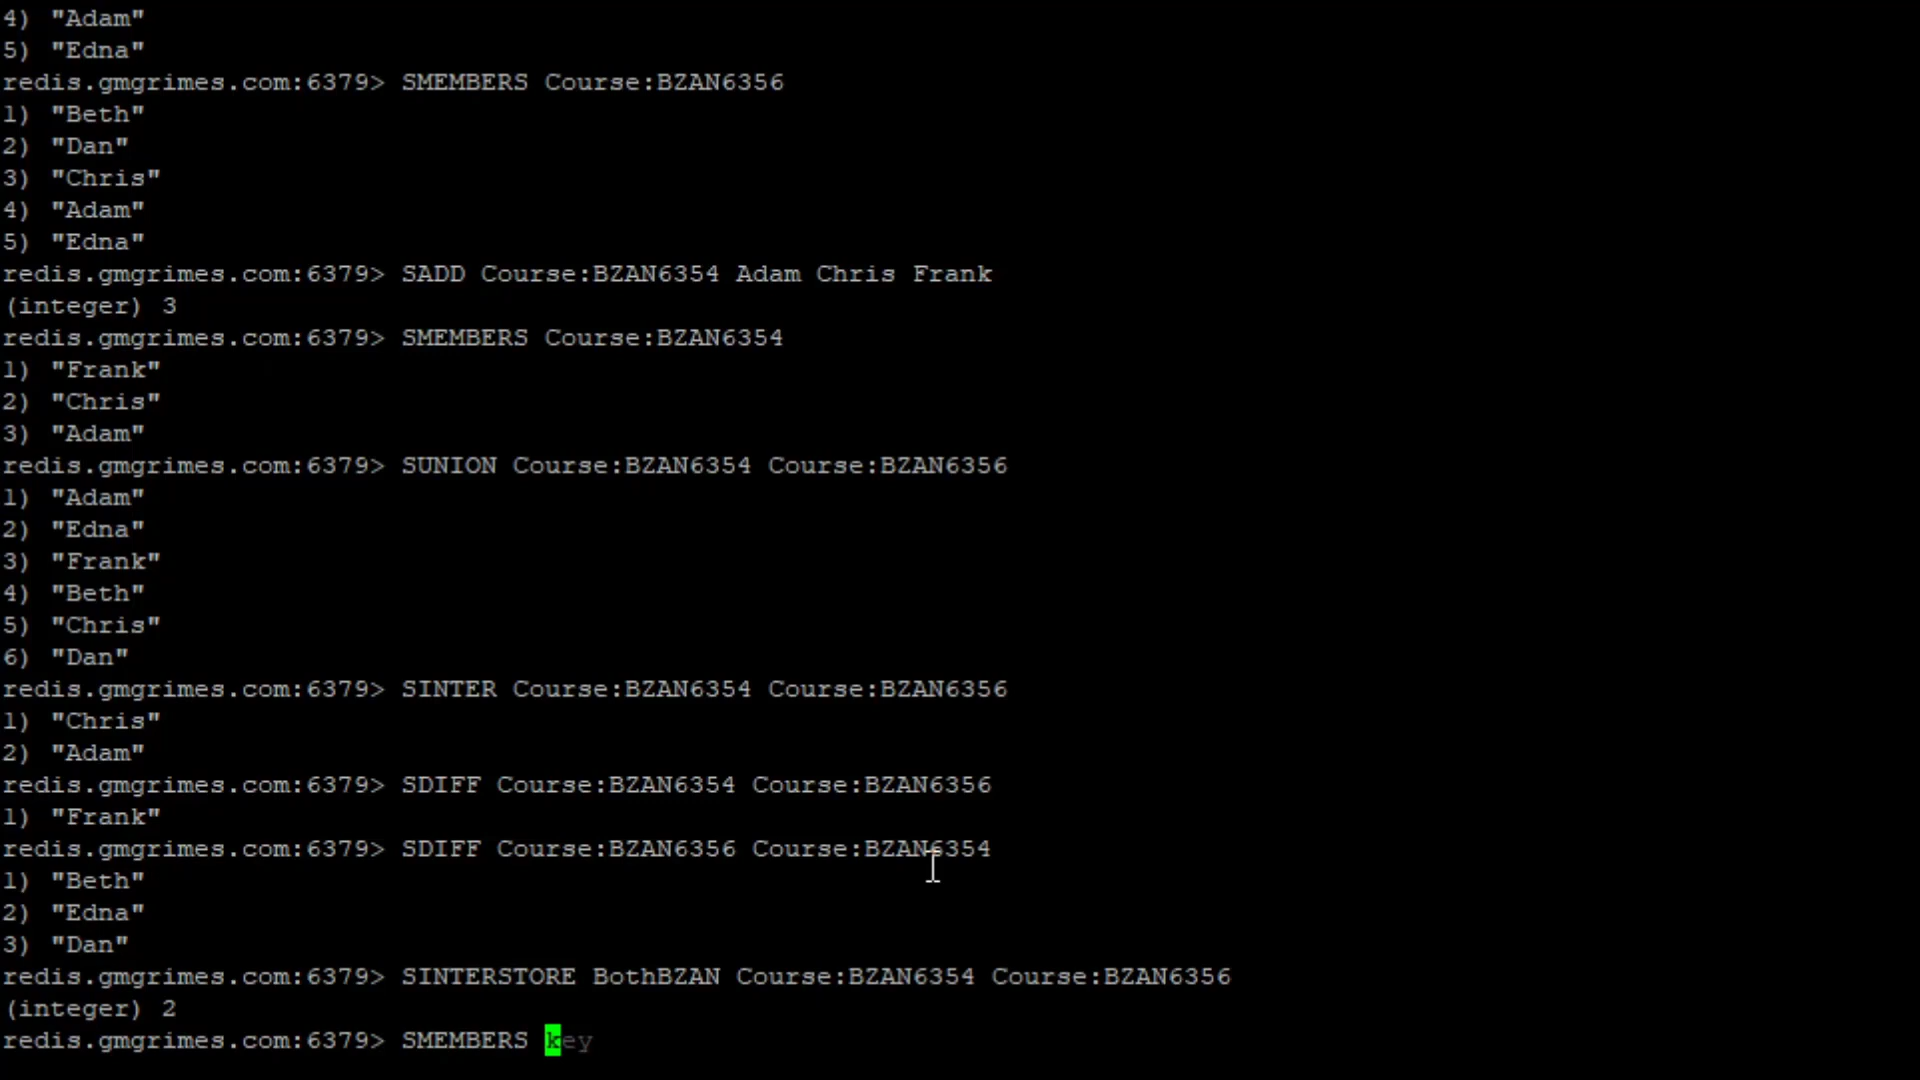 4) "Adam"
5) "Edna"
redis.gmgrimes.com:6379> SMEMBERS Course:BZAN6356
1) "Beth"
2) "Dan"
3) "Chris"
4) "Adam"
5) "Edna"
redis.gmgrimes.com:6379> SADD Course:BZAN6354 Adam Chris Frank
(integer) 3
redis.gmgrimes.com:6379> SMEMBERS Course:BZAN6354
1) "Frank"
2) "Chris"
3) "Adam"
redis.gmgrimes.com:6379> SUNION Course:BZAN6354 Course:BZAN6356
1) "Adam"
2) "Edna"
3) "Frank"
4) "Beth"
5) "Chris"
6) "Dan"
redis.gmgrimes.com:6379> SINTER Course:BZAN6354 Course:BZAN6356
1) "Chris"
2) "Adam"
redis.gmgrimes.com:6379> SDIFF Course:BZAN6354 Course:BZAN6356
1) "Frank"
redis.gmgrimes.com:6379> SDIFF Course:BZAN6356 Course:BZAN6354
1) "Beth"
2) "Edna"
3) "Dan"
redis.gmgrimes.com:6379> SINTERSTORE BothBZAN Course:BZAN6354 Course:BZAN6356
(integer) 2
redis.gmgrimes.com:6379> SMEMBERS key